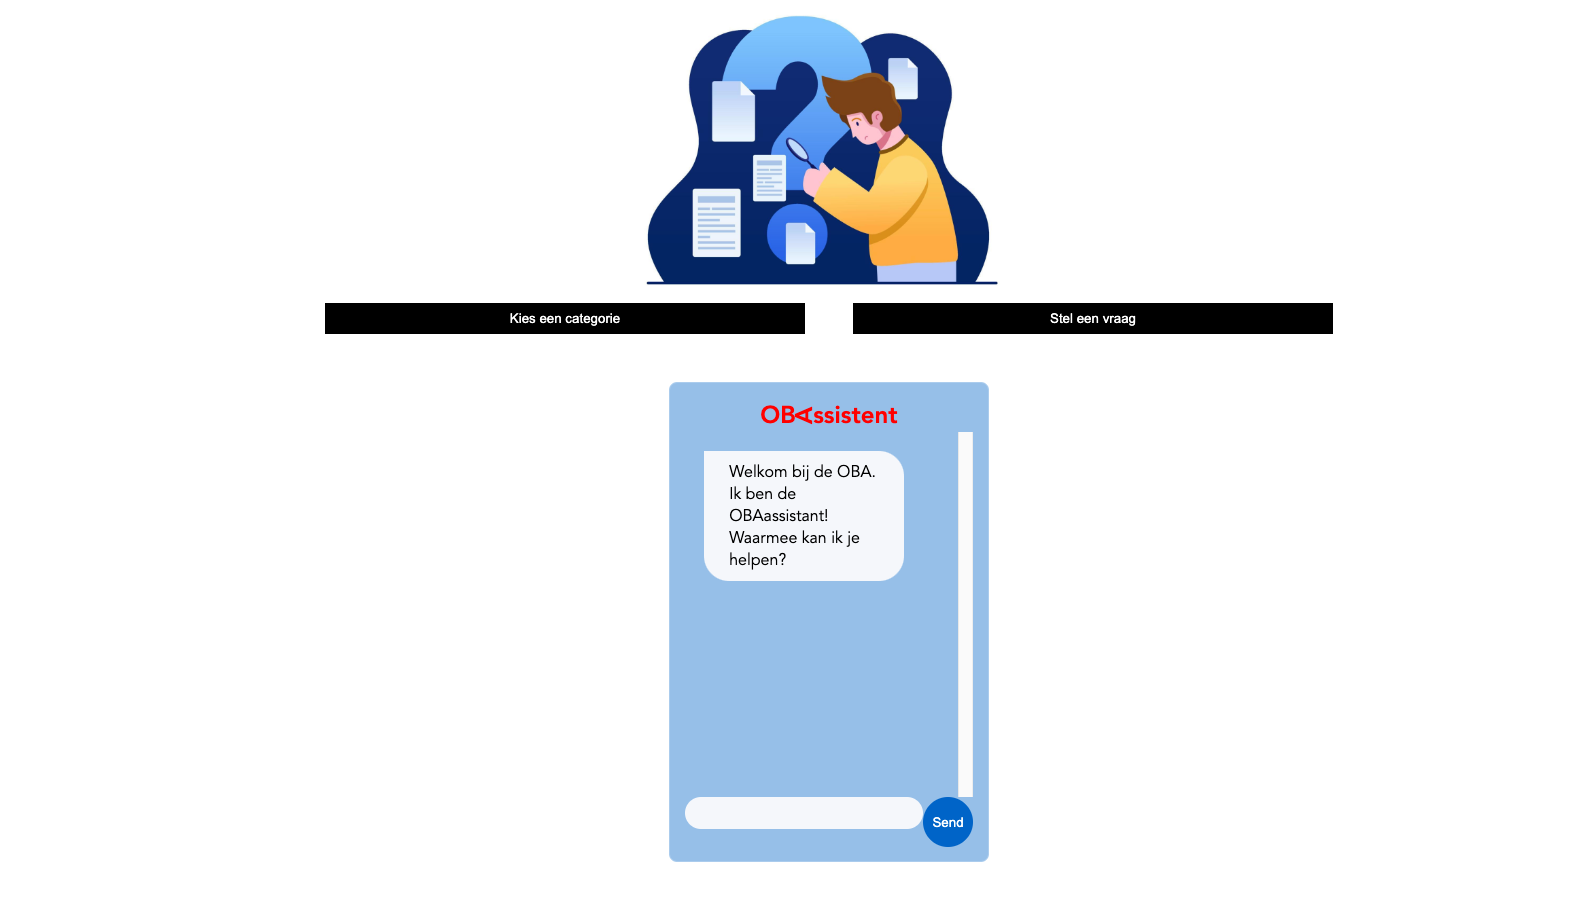 Kies een categorie
Stel een vraag
OBAssistent
Welkom bij de OBA.
Ik ben de
OBAassistant!
Waarmee kan ik je
helpen?
Send